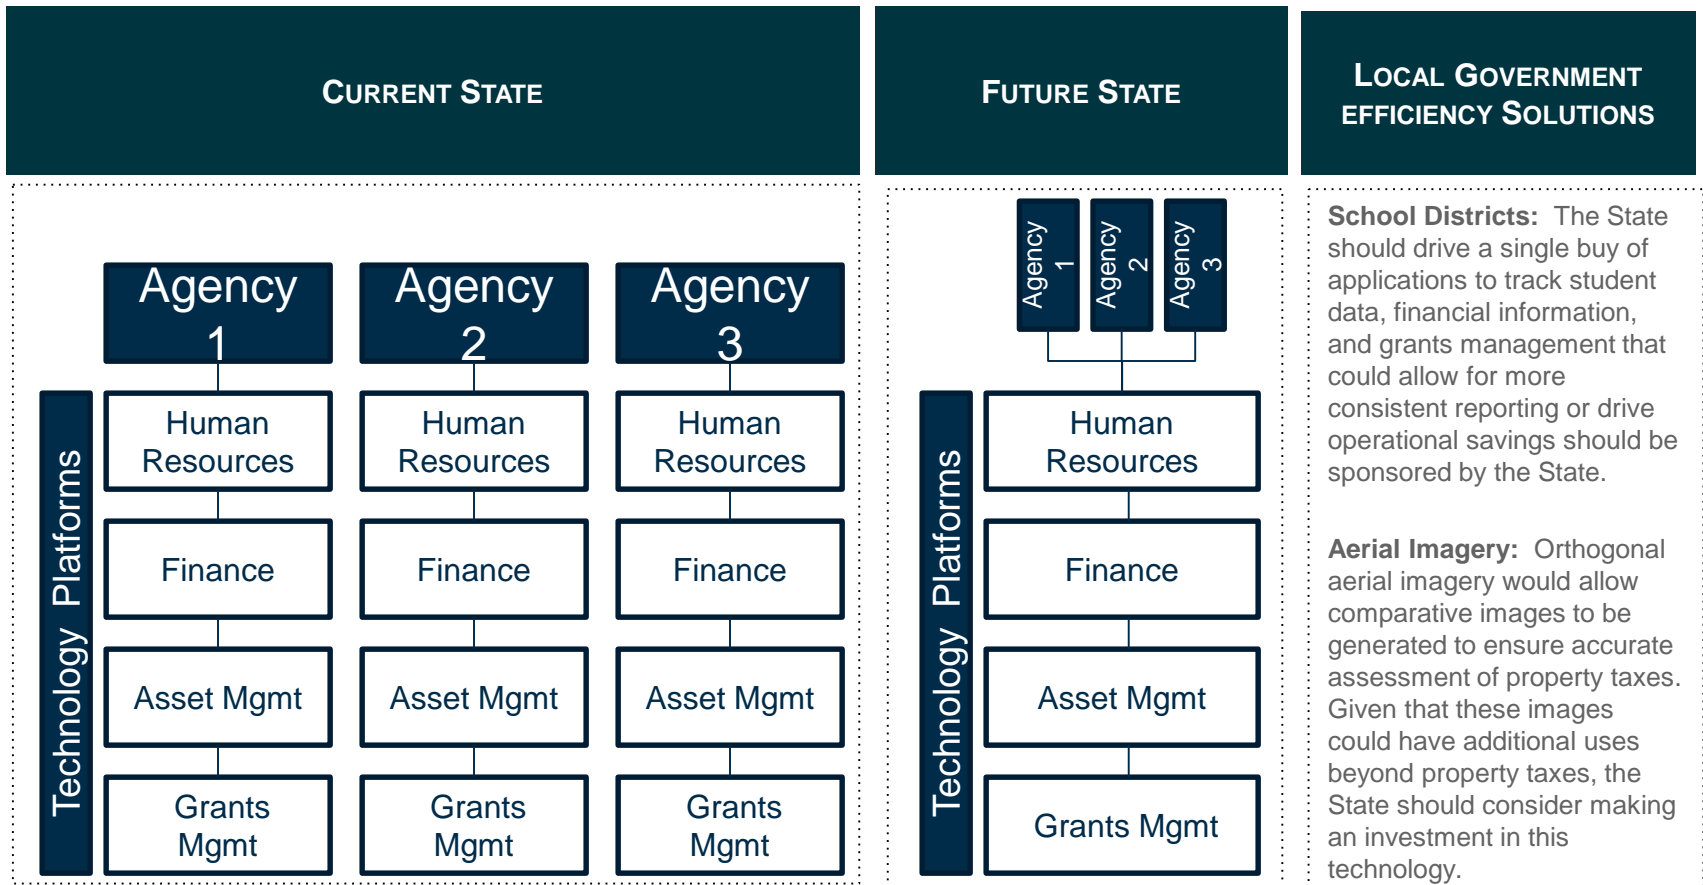 CURRENT STATE
Agency
1
Agency
2
Agency
3
Technology Platforms
Human
Resources
Human
Resources
Human
Resources
Finance
Finance
Finance
Asset Mgmt
Asset Mgmt
Asset Mgmt
Grants
Mgmt
Grants
Mgmt
Grants
Mgmt
FUTURE STATE
Agency
1
Agency
2
Agency
3
Technology Platforms
Human
Resources
Finance
Asset Mgmt
Grants Mgmt
LOCAL GOVERNMENT
EFFICIENCY SOLUTIONS
School Districts: The State
should drive a single buy of
applications to track student
data, financial information,
and grants management that
could allow for more
consistent reporting or drive
operational savings should be
sponsored by the State.
Aerial Imagery: Orthogonal
aerial imagery would allow
comparative images to be
generated to ensure accurate
assessment of property taxes.
Given that these images
could have additional uses
beyond property taxes, the
State should consider making
an investment in this
technology.